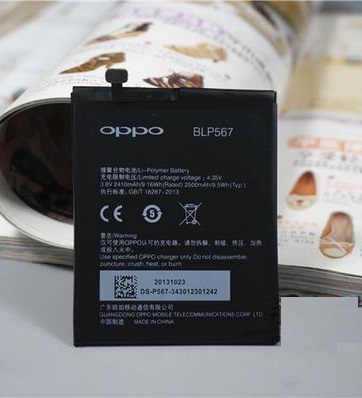 oppo BLP567
锂聚合物电池/Li-Polymer Battery
充电限制电压/Limited charge voltage: 4.35V
3.8V 2410mAh/9.16Wh(Rated) 2500mAh/9.5Wh(Typ.)
执行标准: GB/T 18287-2013
CE 5
警告/Warning:
仅可使用OPPO认可的充电器，请勿拆解、刺破、挤压、加
热或投入火中。
Use specified OPPO charger only. Do not disassemble,
puncture, crush, heat, or burn
20131023
DS-P567-343012301242
广东欧珀移动通信有限公司
GUANGDONG OPPO MOBILE TELECOMMUNICATIONS CORP. LTD.
中国制造 MADE IN CHINA